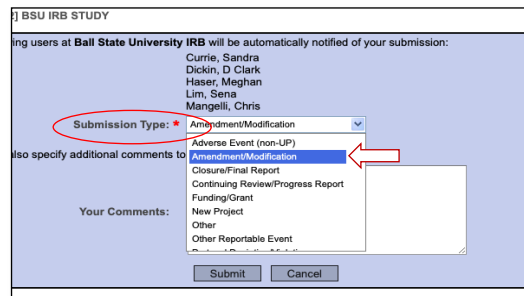 ] BSU IRB STUDY
ing users at Ball State University IRB will be automatically notified of your submission:
Currie, Sandra
Dickin, D Clark
Haser, Meghan
Lim, Sena
Mangelli, Chris
Submission Type: * Amendment/Modification
Adverse Event (non-UP)
also specify additional comments to
Amendment/Modification
Closure/Final Report
Continuing Review/Progress Report
Funding/Grant
Your Comments: New Project
Other
Other Reportable Event
Submit Cancel